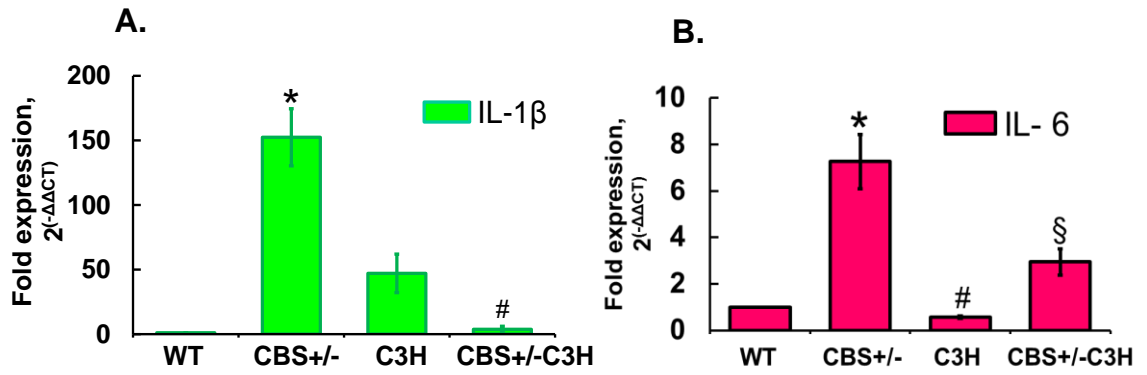 A.
Fold expression,
2(-ΔΔCT)
200
150
100
50
0
*
#
IL-1β
WT CBS+/- C3H CBS+/-C3H
B.
Fold expression,
2(-ΔΔCT)
10
8
6
4
2
0
*
#
§
IL- 6
WT CBS+/- C3H CBS+/-C3H